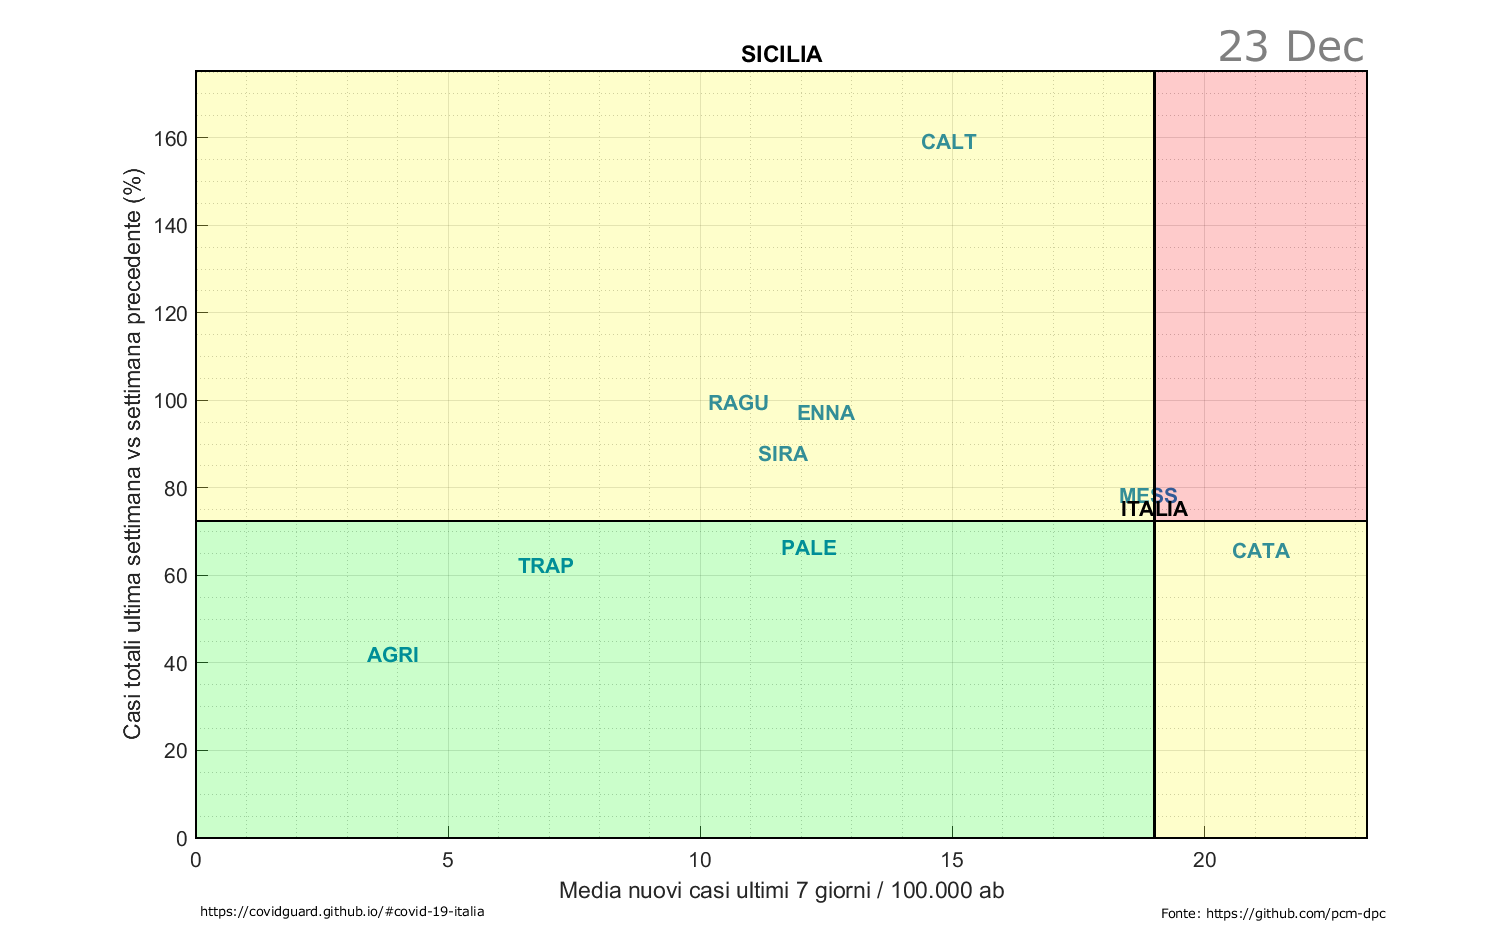 23 Dec
SICILIA
Casi totali ultima settimana vs settimana precedente (%)
160
140
120
100
80
60
40
20
0
CALT
RAGU
ENNA
SIRA
MESS
ITALIA
PALE
CATA
TRAP
AGRI
0
5
10
15
20
Media nuovi casi ultimi 7 giorni / 100.000 ab
https://covidguard.github.io/#covid-19-italia
Fonte: https://github.com/pcm-dpc